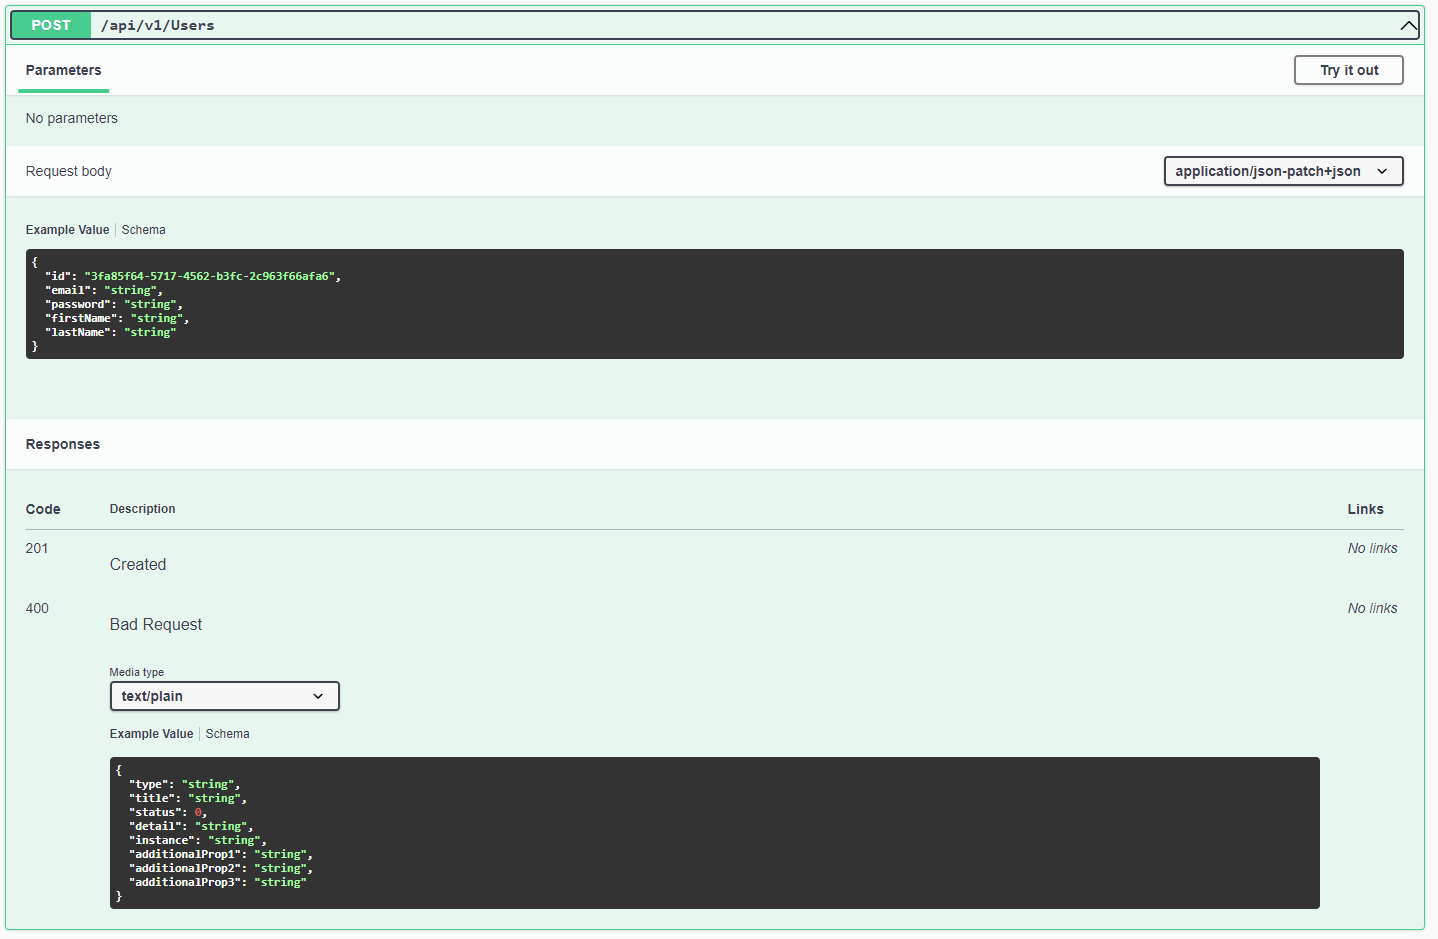 POST /api/v1/Users
Parameters
Try it out
No parameters
Request body
application/json-patch+json
Example Value | Schema
{
  "id": "3fa85f64-5717-4562-b3fc-2c963f66afa6",
  "email": "string",
  "password": "string",
  "firstName": "string",
  "lastName": "string"
}
Responses
Code Description Links
201 Created No links
400 Bad Request No links
Media type
text/plain
Example Value | Schema
{
  "type": "string",
  "title": "string",
  "status": 0,
  "detail": "string",
  "instance": "string",
  "additionalProp1": "string",
  "additionalProp2": "string",
  "additionalProp3": "string"
}